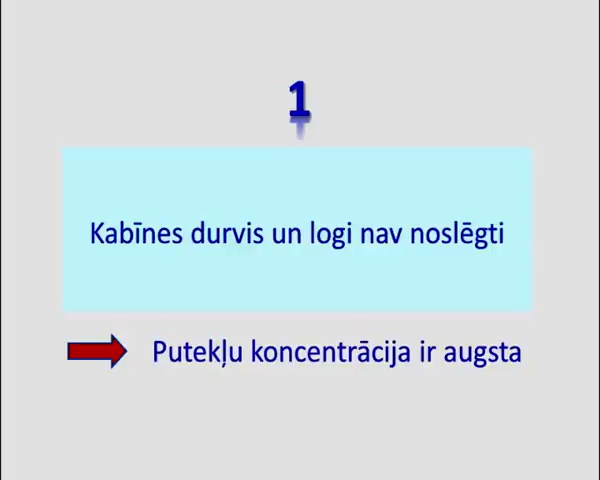 1
Kabīnes durvis un logi nav noslēgti
Putekļu koncentrācija ir augsta